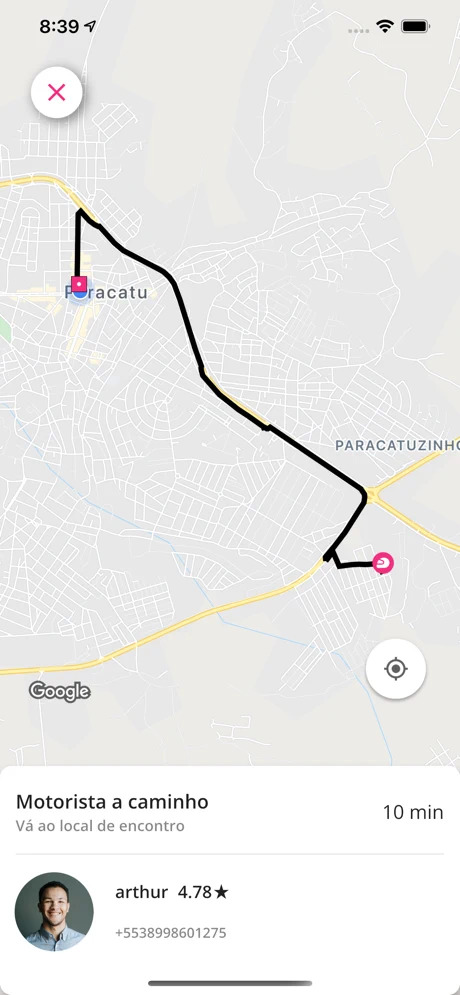 8:39
Paracatu
PARACATUZINHO
Google
Motorista a caminho
10 min
Vá ao local de encontro
arthur 4.78★
+5538998601275